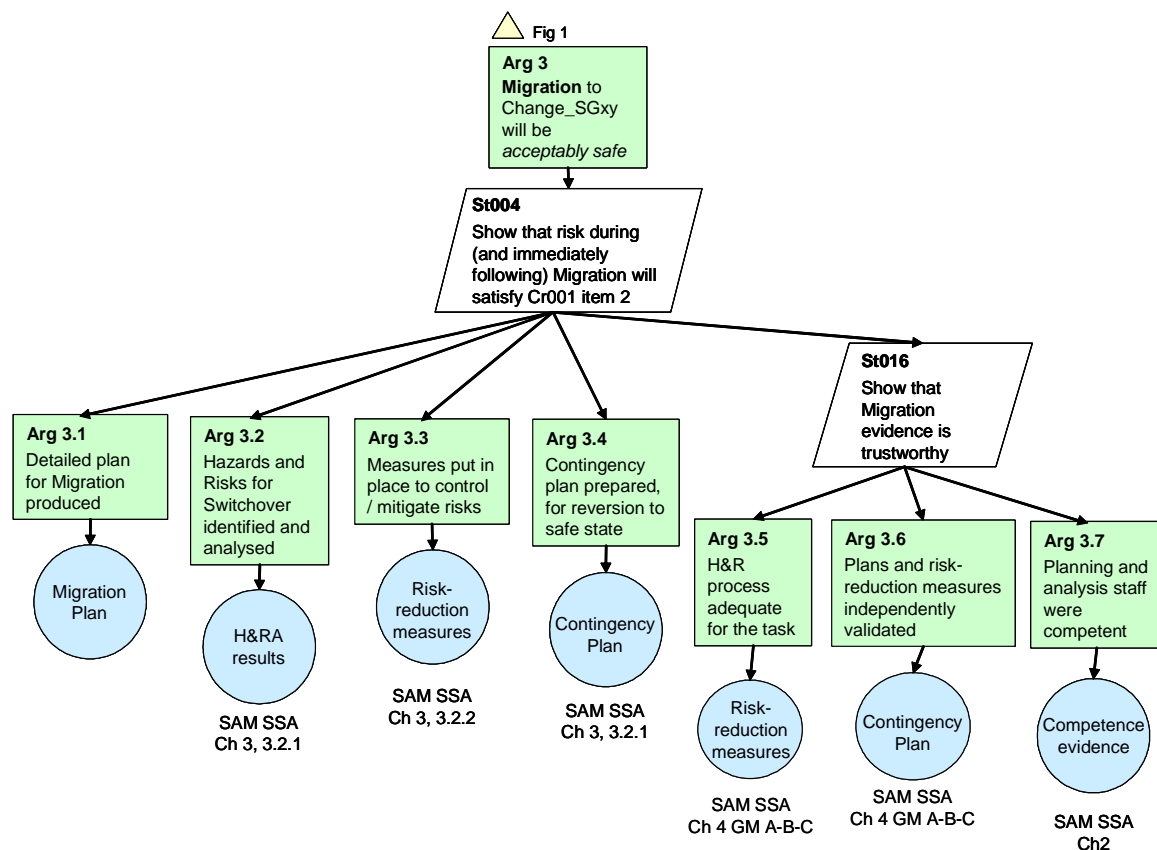 Fig 1
Arg 3
Migration to
Change_SGxy
will be
acceptably safe
St004
Show that risk during
(and immediately
following) Migration will
satisfy Cr001 item 2
St016
Show that
Migration
evidence is
trustworthy
Arg 3.1
Detailed plan
for Migration
produced
Arg 3.2
Hazards and
Risks for
Switchover
identified and
analysed
Arg 3.3
Measures put in
place to control
/ mitigate risks
Arg 3.4
Contingency
plan prepared,
for reversion to
safe state
Arg 3.5
H&R
process
adequate
for the task
Arg 3.6
Plans and risk-
reduction measures
independently
validated
Arg 3.7
Planning and
analysis staff
were
competent
Migration
Plan
H&RA
results
SAM SSA
Ch 3, 3.2.1
Risk-
reduction
measures
SAM SSA
Ch 3, 3.2.2
Contingency
Plan
SAM SSA
Ch 3, 3.2.1
Risk-
reduction
measures
SAM SSA
Ch 4 GM A-B-C
Contingency
Plan
SAM SSA
Ch 4 GM A-B-C
Competence
evidence
SAM SSA
Ch2